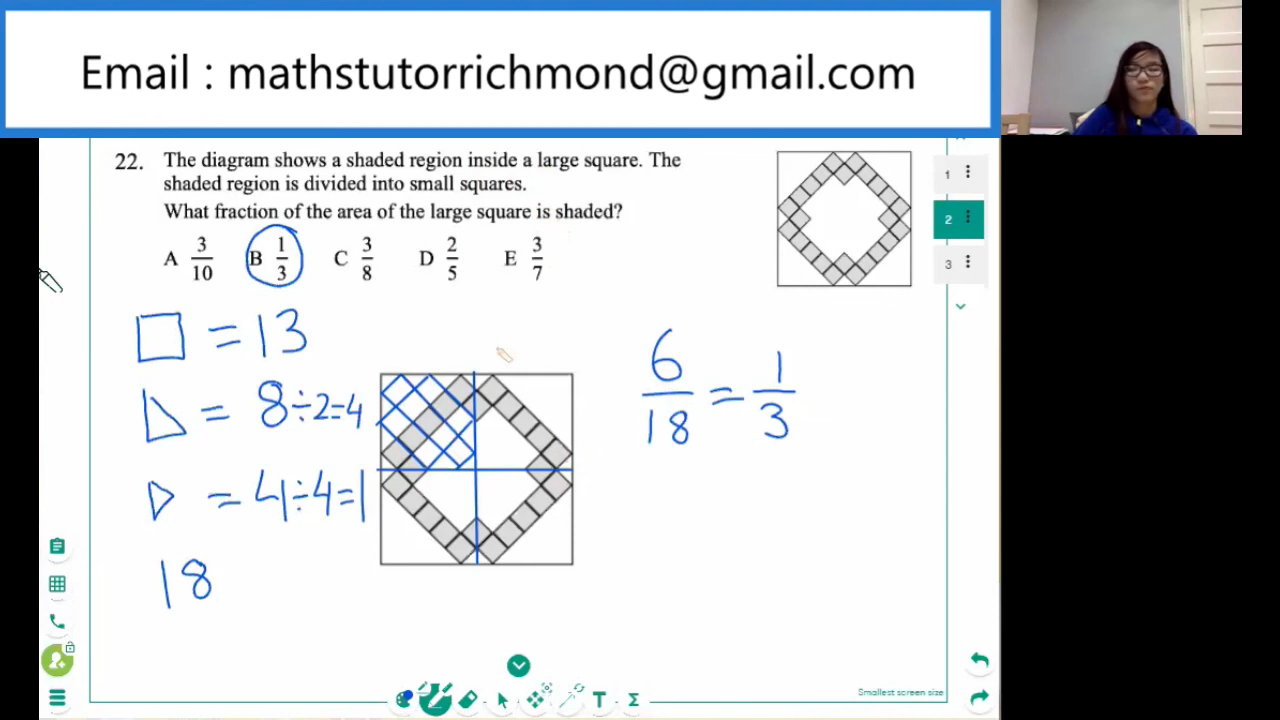 Email : mathstutorrichmond@gmail.com
22. The diagram shows a shaded region inside a large square. The
shaded region is divided into small squares.
What fraction of the area of the large square is shaded?
A 3/10 B 1/3 C 3/8 D 2/5 E 3/7
= 13
= 8÷2=4
= 4÷4=1
18
6/18 = 1/3
1
2
3
Smallest screen size
T Σ